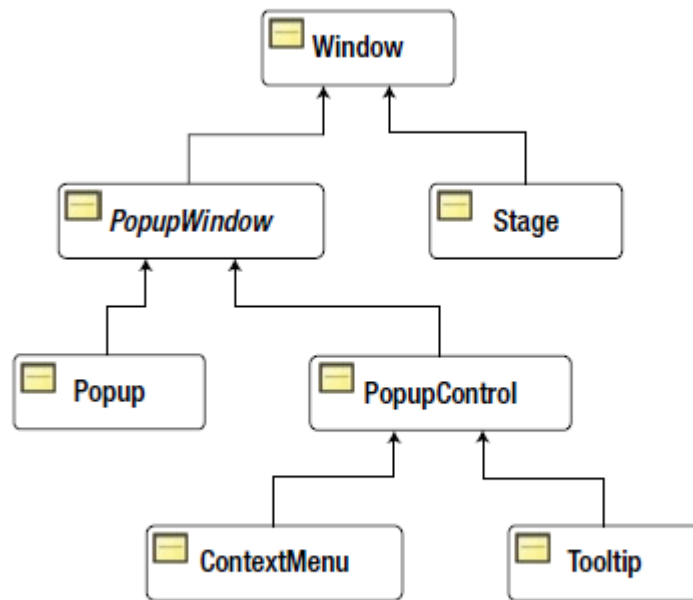 Window
PopupWindow
Stage
Popup
PopupControl
ContextMenu
Tooltip